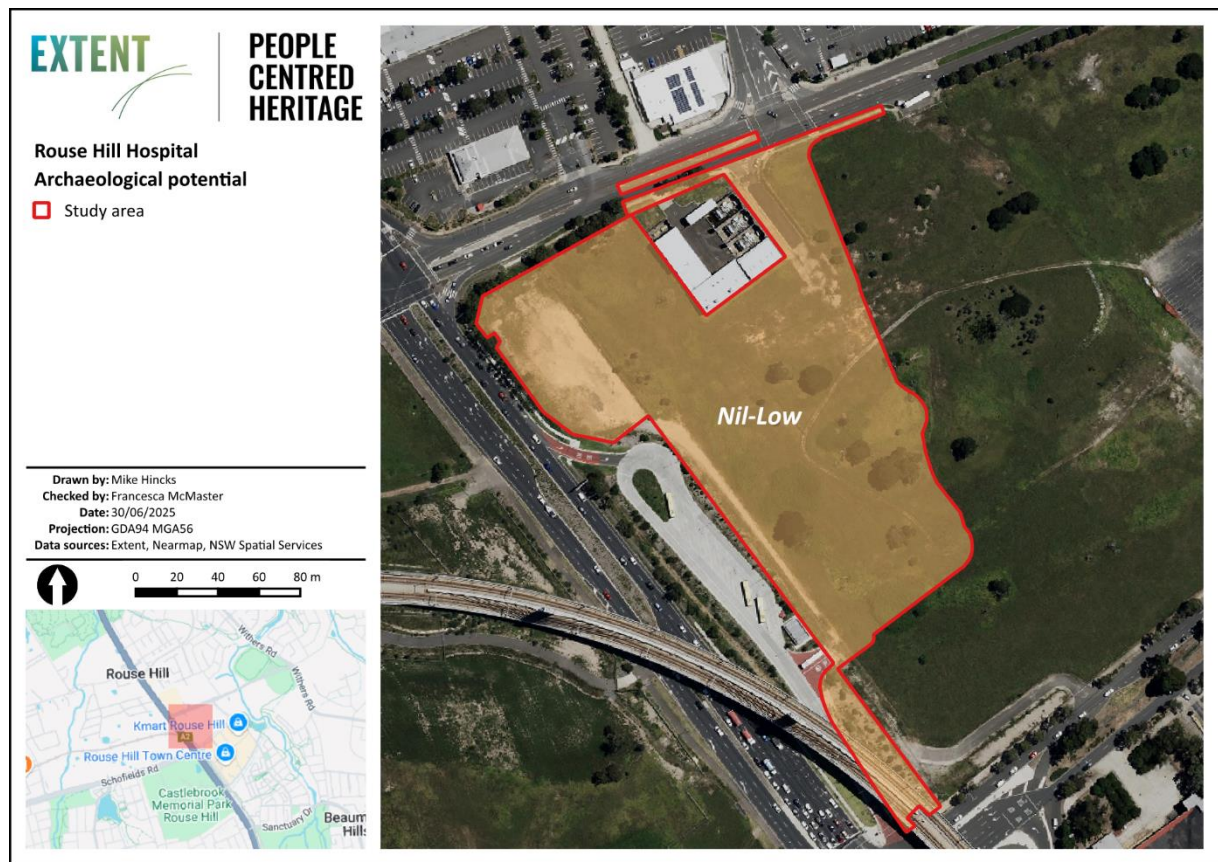 EXTENT
PEOPLE
CENTRED
HERITAGE
Rouse Hill Hospital
Archaeological potential
Study area
Drawn by: Mike Hincks
Checked by: Francesca McMaster
Date: 30/06/2025
Projection: GDA94 MGA56
Data sources: Extent, Nearmap, NSW Spatial Services
0 20 40 60 80 m
Withers Rd
Rouse Hill
Withers Rd
Kmart Rouse Hill
A2
Rouse Hill Town Centre
Schofields Rd
Castlebrook
Memorial Park
Rouse Hill
Sanctuary Dr
Beaum
Hills
Nil-Low